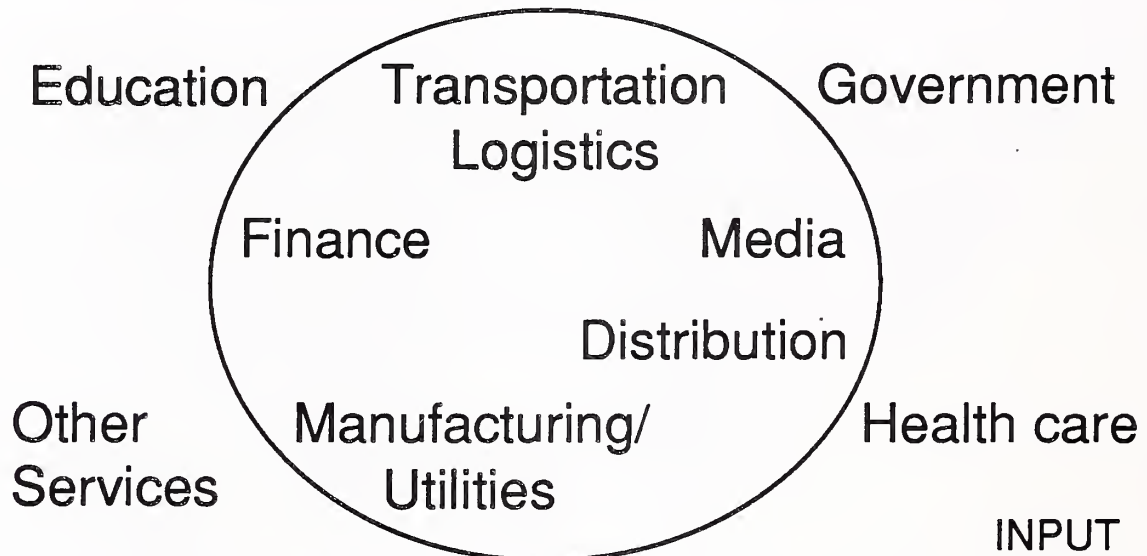 Education Transportation Government
Logistics
Finance Media
Distribution
Other Manufacturing/ Health care
Services Utilities
INPUT